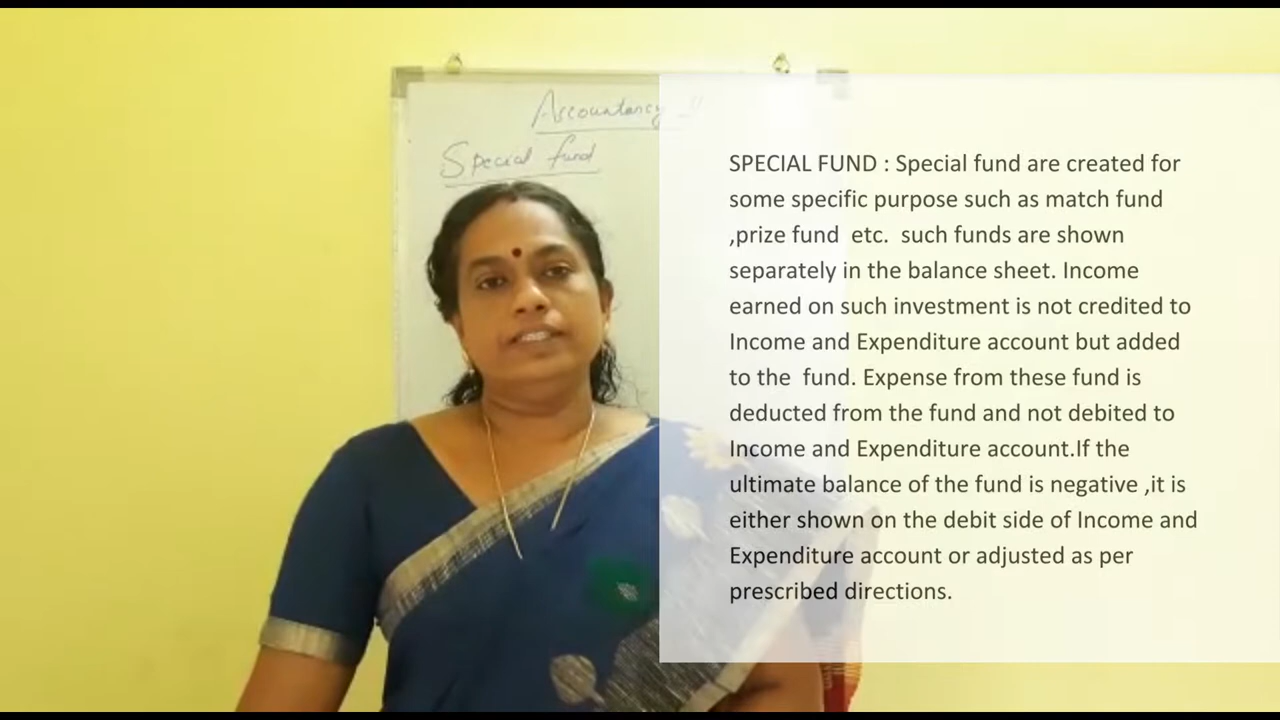 Accountancy
Special fund
SPECIAL FUND : Special fund are created for
some specific purpose such as match fund
,prize fund  etc.  such funds are shown
separately in the balance sheet. Income
earned on such investment is not credited to
Income and Expenditure account but added
to the  fund. Expense from these fund is
deducted from the fund and not debited to
Income and Expenditure account.If the
ultimate balance of the fund is negative ,it is
either shown on the debit side of Income and
Expenditure account or adjusted as per
prescribed directions.